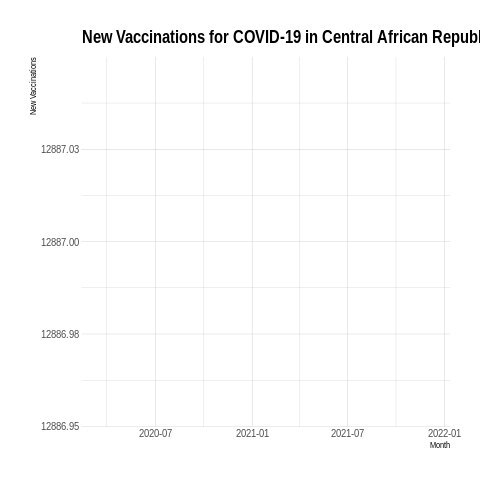 New Vaccinations for COVID-19 in Central African Republ
New Vaccinations
12887.03
12887.00
12886.98
12886.95
2020-07 2021-01 2021-07 2022-01
Month